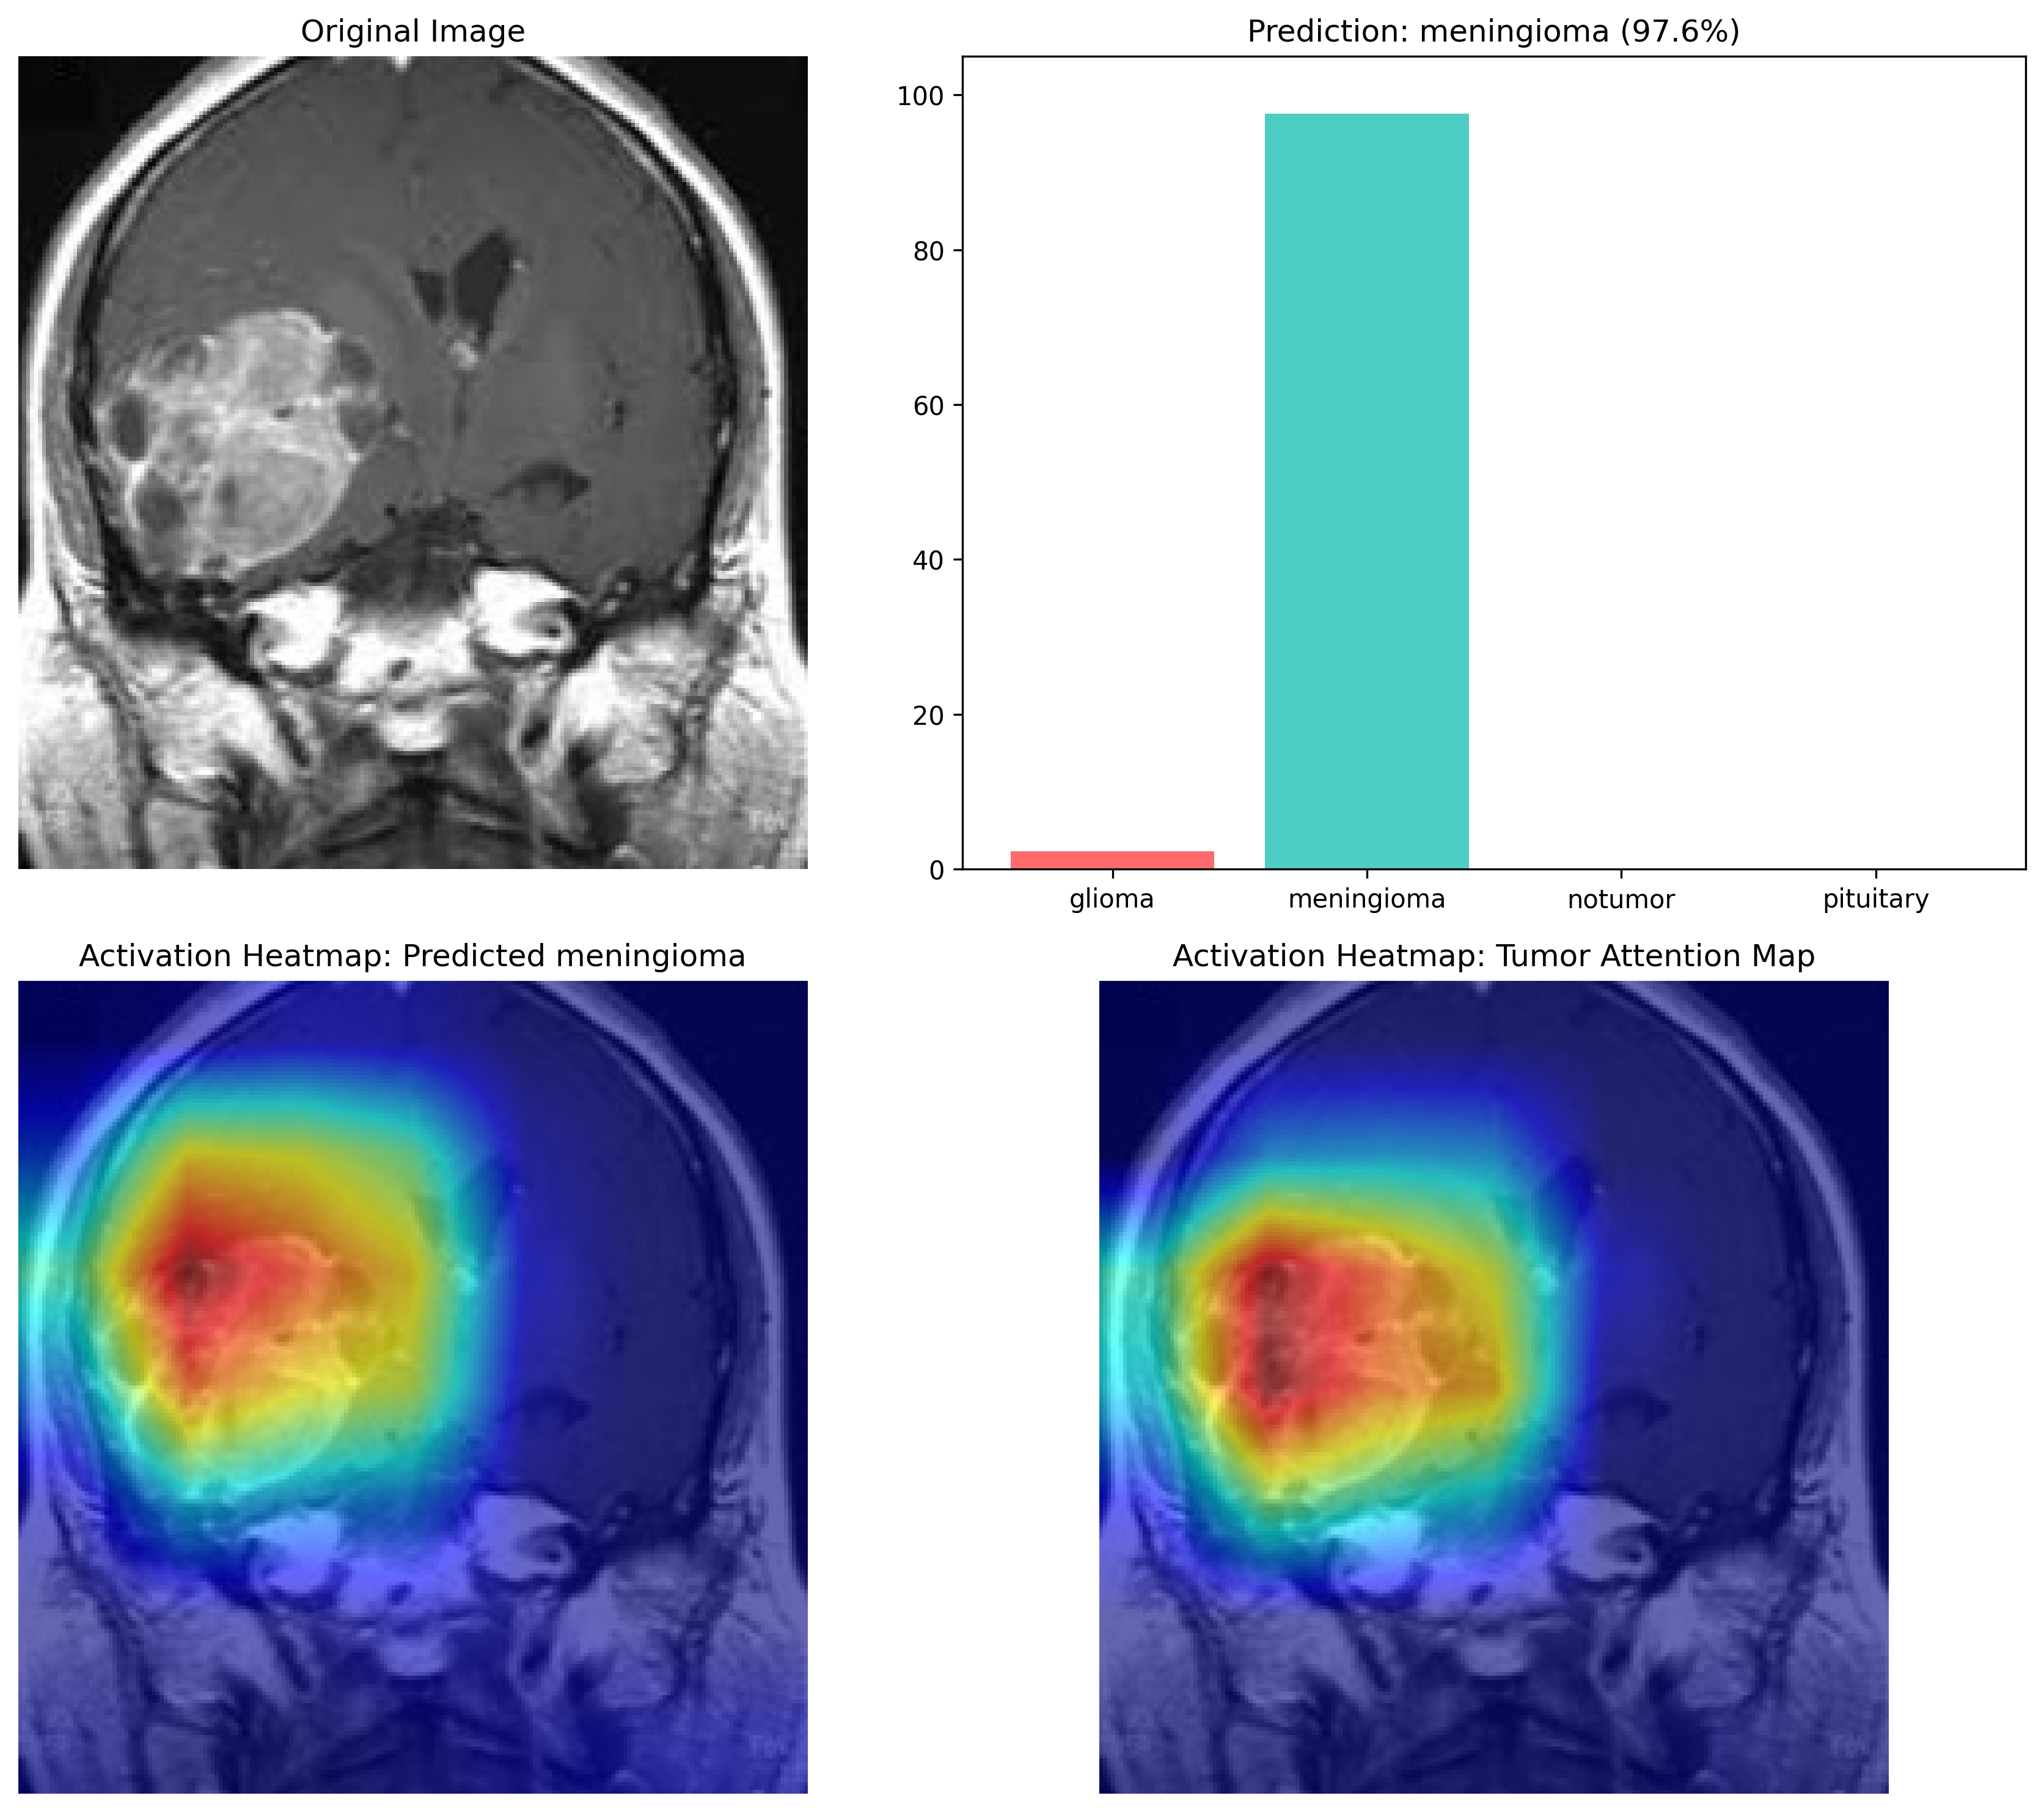 Original Image
Prediction: meningioma (97.6%)
100
80
60
40
20
0
glioma meningioma notumor pituitary
Activation Heatmap: Predicted meningioma
Activation Heatmap: Tumor Attention Map